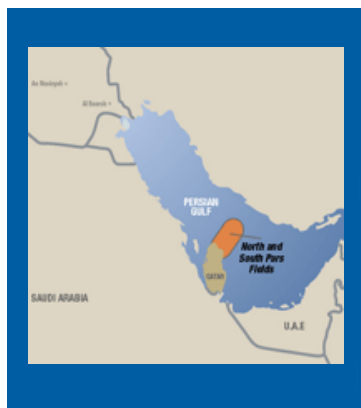 PERSIAN
GULF
North and
South Pars
Fields
QATAR
SAUDI ARABIA
U.A.E